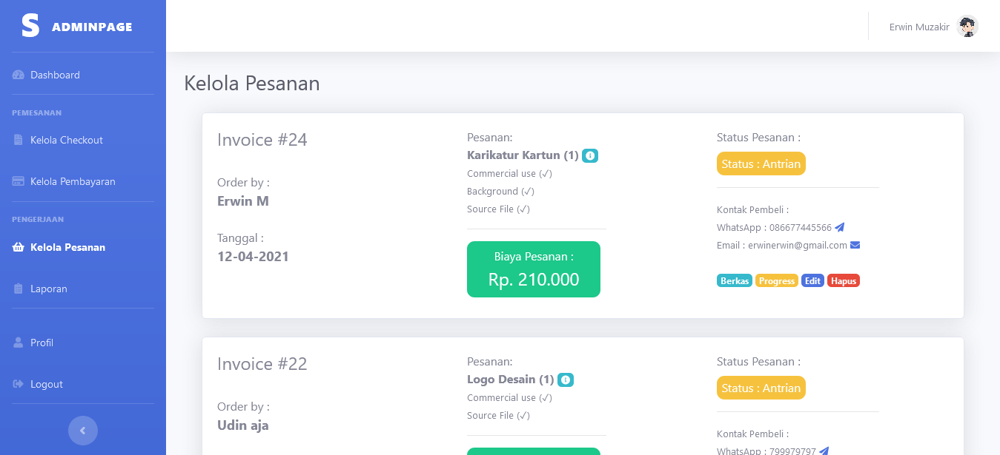 S ADMINPAGE
Erwin Muzakir
Dashboard
PEMESANAN
Kelola Checkout
Kelola Pembayaran
PENGERJAAN
Kelola Pesanan
Laporan
Profil
Logout
Kelola Pesanan
Invoice #24
Order by :
Erwin M
Tanggal :
12-04-2021
Pesanan:
Karikatur Kartun (1)
Commercial use (✓)
Background (✓)
Source File (✓)
Biaya Pesanan :
Rp. 210.000
Status Pesanan :
Status : Antrian
Kontak Pembeli :
WhatsApp : 086677445566
Email : erwinerwin@gmail.com
Berkas Progress Edit Hapus
Invoice #22
Order by :
Udin aja
Pesanan:
Logo Desain (1)
Commercial use (✓)
Source File (✓)
Status Pesanan :
Status : Antrian
Kontak Pembeli :
WhatsApp : 799979797